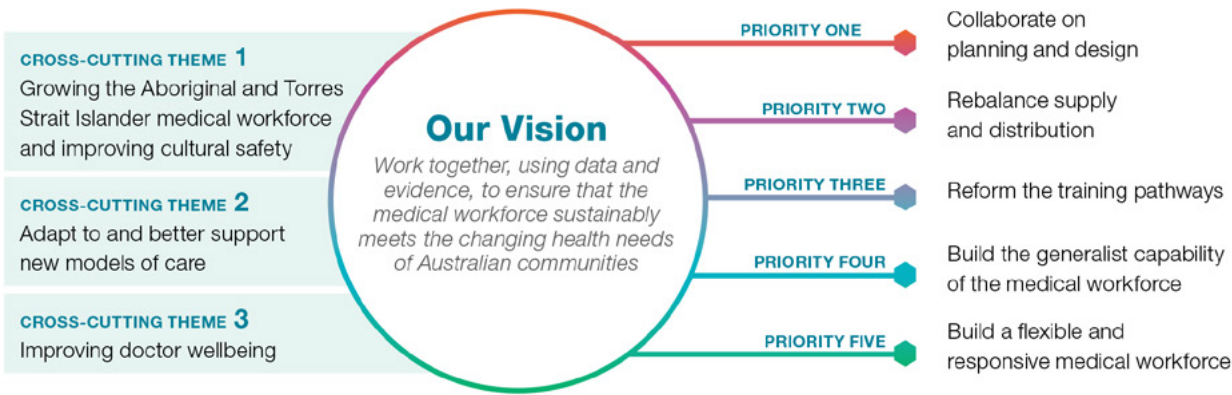 CROSS-CUTTING THEME 1
Growing the Aboriginal and Torres
Strait Islander medical workforce
and improving cultural safety
CROSS-CUTTING THEME 2
Adapt to and better support
new models of care
CROSS-CUTTING THEME 3
Improving doctor wellbeing
Our Vision
Work together, using data and
evidence, to ensure that the
medical workforce sustainably
meets the changing health needs
of Australian communities
PRIORITY ONE
Collaborate on
planning and design
PRIORITY TWO
Rebalance supply
and distribution
PRIORITY THREE
Reform the training pathways
PRIORITY FOUR
Build the generalist capability
of the medical workforce
PRIORITY FIVE
Build a flexible and
responsive medical workforce